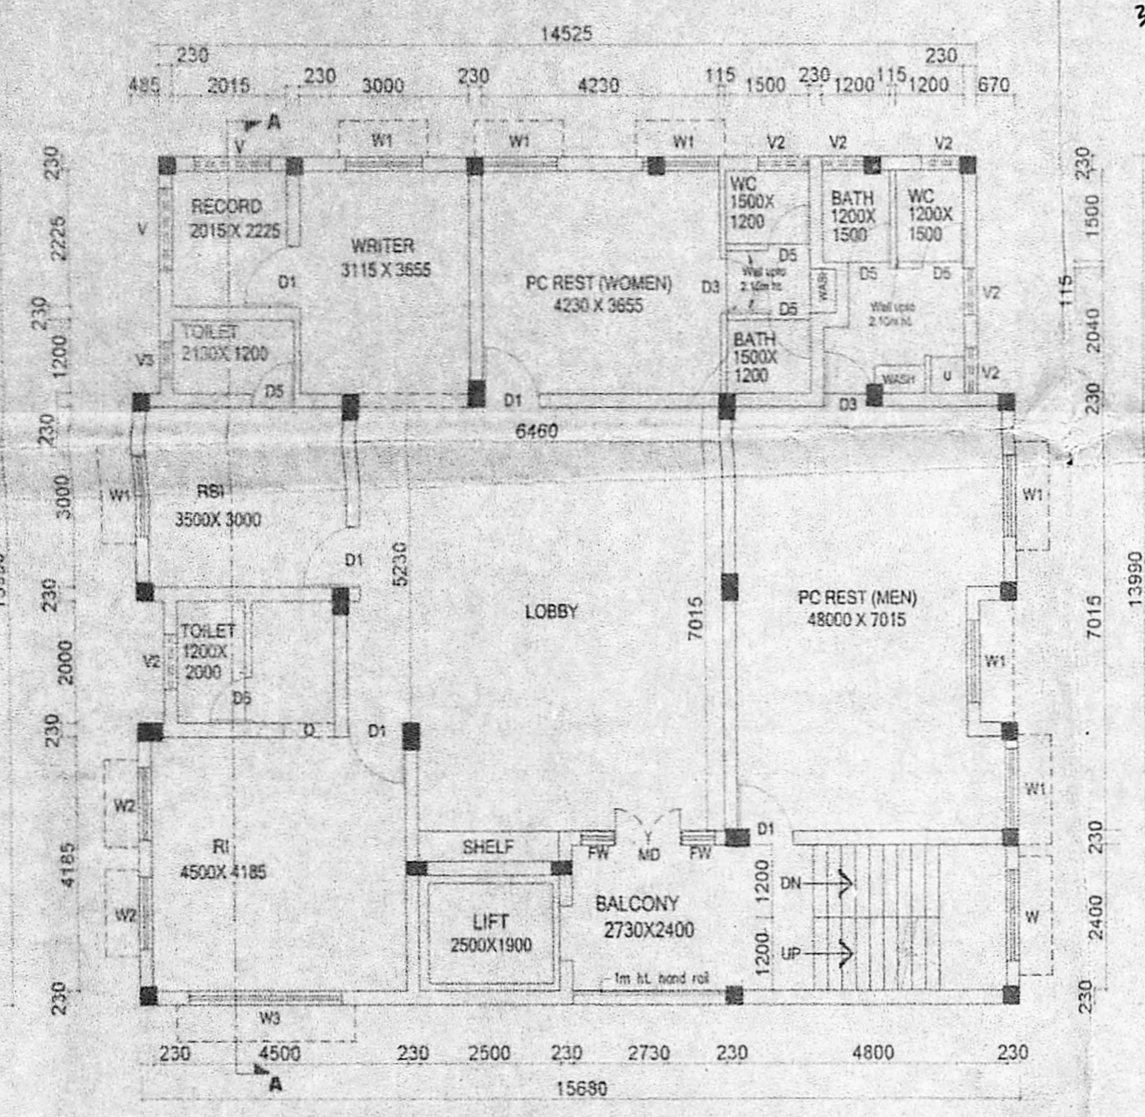 14525
230 230
485 2015 230 3000 230 4230 115 1500 230 1200 115 1200 670
A
V W1 W1 W1 V2 V2 V2
230
2225
230
1200
230
3000
230
2000
230
4185
230
V
V3
RECORD
2015 X 2225
D1
WRITER
3115 X 3655
TOILET
2130X 1200
D5
PC REST (WOMEN)
4230 X 3655
D1
D3
WC
1500X
1200
D5
Wall upto
2.10m ht.
D5
BATH
1500X
1200
WASH
BATH
1200X
1500
D5
WC
1200X
1500
D5
Wall upto
2.10m ht.
WASH
U
D3
V2
V2
230
1500
115
2040
230
7015
230
2400
230
13990
6460
W1
RSI
3500X 3000
D1
5230
LOBBY
7015
PC REST (MEN)
48000 X 7015
W1
W1
W1
V2
TOILET
1200X
2000
D5
O
D1
W2
W2
RI
4500X 4185
SHELF
FW MD FW
D1
LIFT
2500X1900
BALCONY
2730X2400
1m ht. hand rail
1200
1200
DN
UP
W
W3
230 4500 230 2500 230 2730 230 4800 230
A
15680